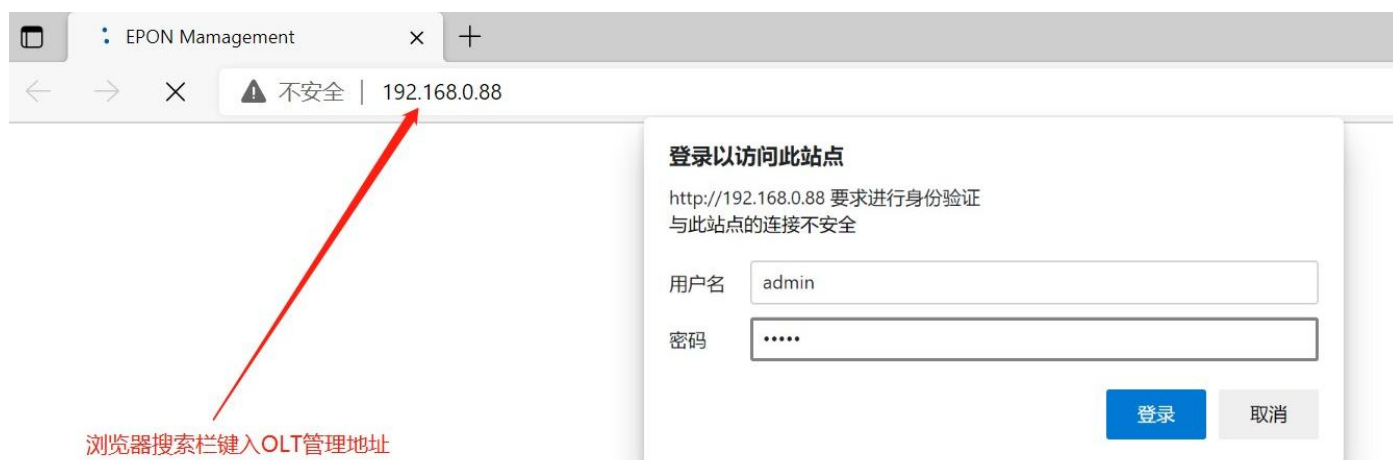 EPON Mamagement
不安全 | 192.168.0.88
登录以访问此站点
http://192.168.0.88 要求进行身份验证
与此站点的连接不安全
用户名 admin
密码 •••••
登录 取消
浏览器搜索栏键入OLT管理地址